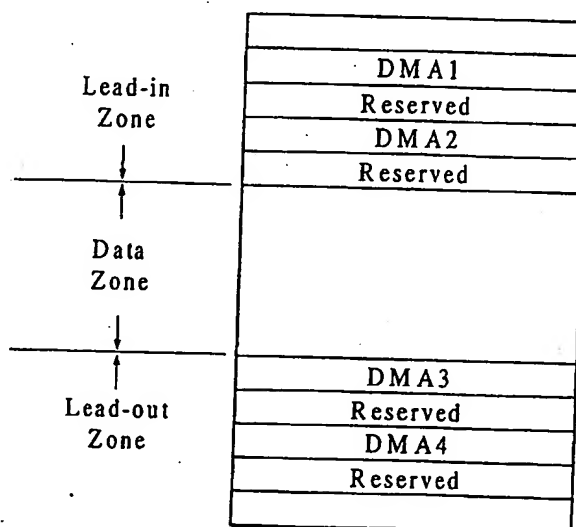 Lead-in
Zone
Data
Zone
Lead-out
Zone
DMA1
Reserved
DMA2
Reserved
DMA3
Reserved
DMA4
Reserved